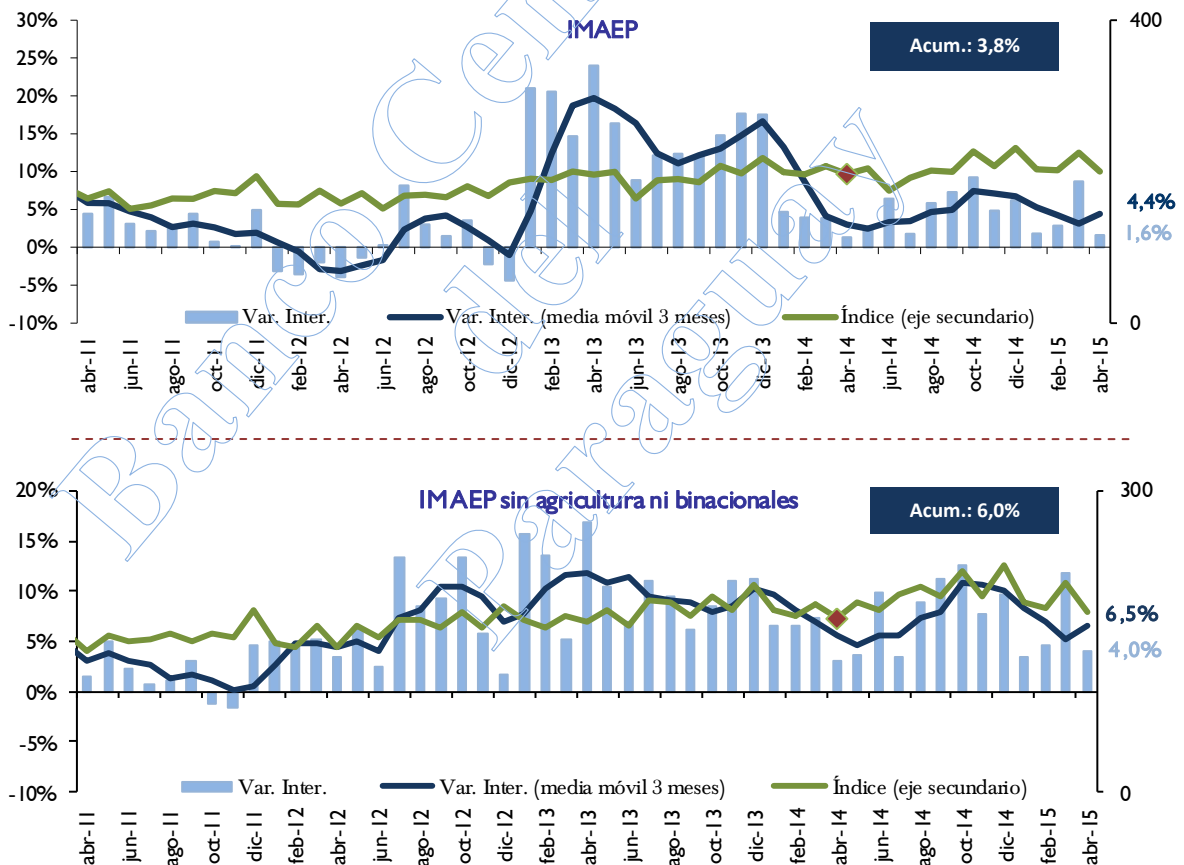 IMAEP
Acum.: 3,8%
30%
25%
20%
15%
10%
5%
0%
-5%
-10%
400
0
4,4%
1,6%
Var. Inter. Var. Inter. (media móvil 3 meses) Índice (eje secundario)
abr-11 jun-11 ago-11 oct-11 dic-11 feb-12 abr-12 jun-12 ago-12 oct-12 dic-12 feb-13 abr-13 jun-13 ago-13 oct-13 dic-13 feb-14 abr-14 jun-14 ago-14 oct-14 dic-14 feb-15 abr-15
Banco Central
del
Paraguay
IMAEP sin agricultura ni binacionales
Acum.: 6,0%
20%
15%
10%
5%
0%
-5%
-10%
300
0
6,5%
4,0%
Var. Inter. Var. Inter. (media móvil 3 meses) Índice (eje secundario)
abr-11 jun-11 ago-11 oct-11 dic-11 feb-12 abr-12 jun-12 ago-12 oct-12 dic-12 feb-13 abr-13 jun-13 ago-13 oct-13 dic-13 feb-14 abr-14 jun-14 ago-14 oct-14 dic-14 feb-15 abr-15